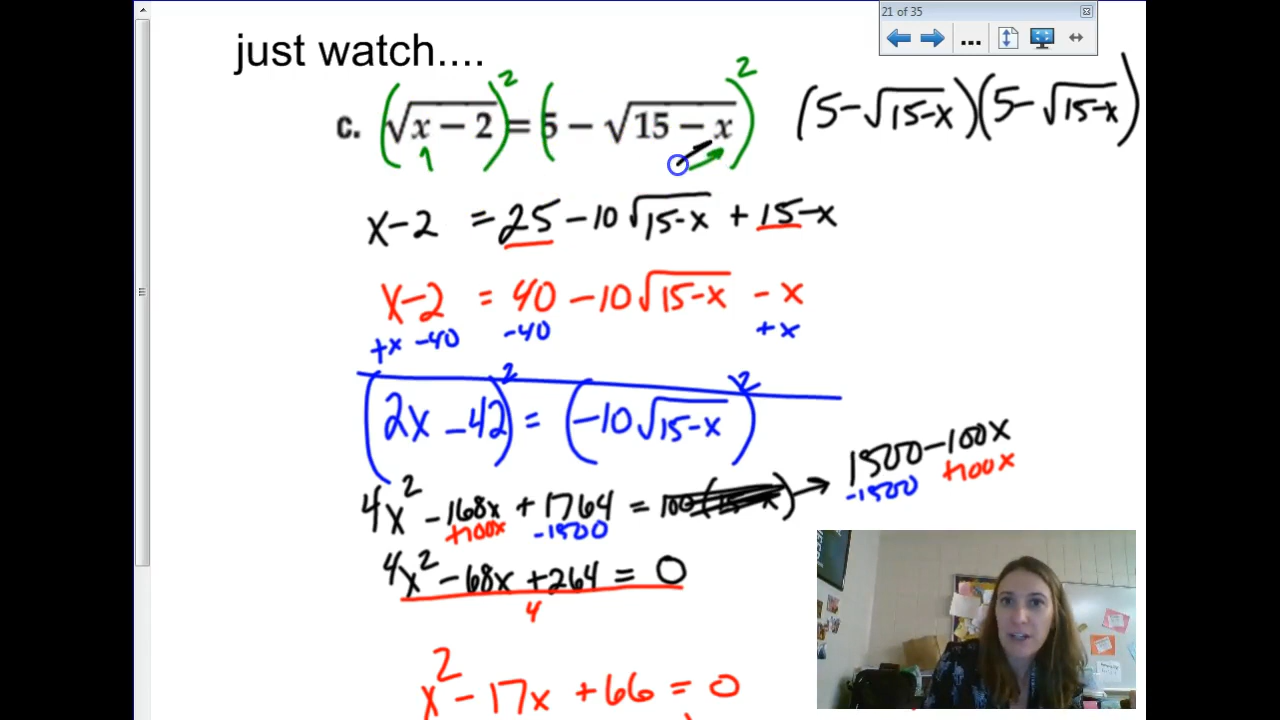 21 of 35
just watch....
c. (√x − 2)² = (5 − √15 − x)² (5−√15−x)(5−√15−x)
1
x−2 = 25 −10√15−x + 15−x
x−2 = 40 −10√15−x − x
+x −40 −40 +x
(2x −42)² = (−10√15−x)²
4x² −168x + 1764 = → 1500−100x
+100x −1500 −1500 +100x
4x² −68x +264 = 0
4
x² −17x +66 = 0